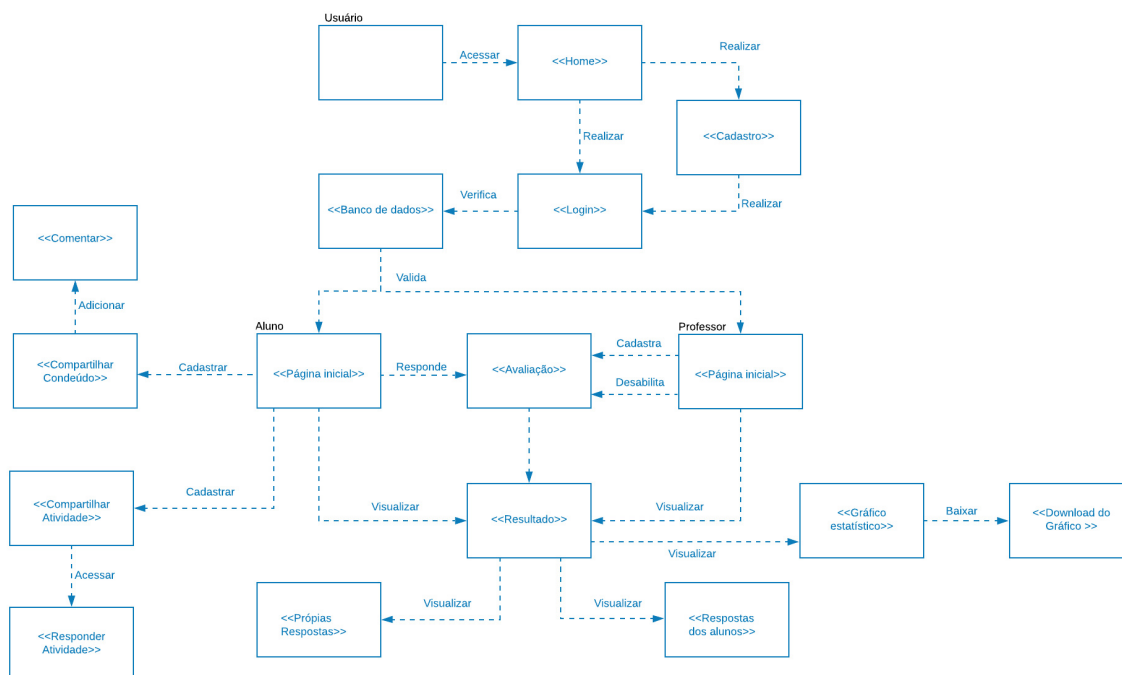 Usuário
Acessar
<<Home>>
Realizar
Realizar
<<Cadastro>>
Realizar
<<Login>>
Verifica
<<Banco de dados>>
Valida
<<Comentar>>
Adicionar
<<Compartilhar
Condeúdo>>
Cadastrar
Aluno
<<Página inicial>>
Responde
<<Avaliação>>
Cadastra
Desabilita
Professor
<<Página inicial>>
<<Compartilhar
Atividade>>
Cadastrar
Visualizar
<<Resultado>>
Visualizar
Visualizar
<<Gráfico
estatístico>>
Baixar
<<Download do
Gráfico >>
Acessar
<<Responder
Atividade>>
<<Própias
Respostas>>
Visualizar
Visualizar
<<Respostas
dos alunos>>